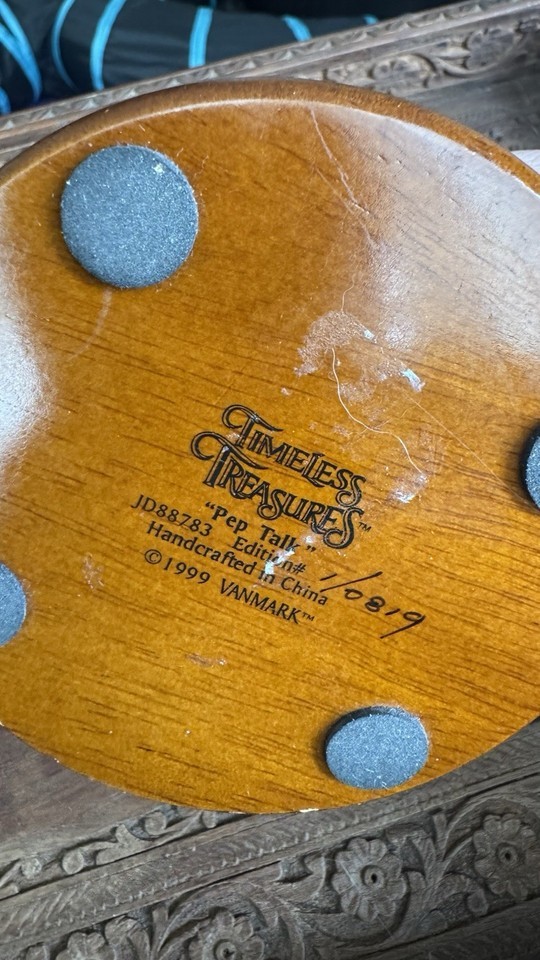 TIMELESS
TREASURES™
"Pep Talk"
JD88783 Edition# 1/0819
Handcrafted in China
©1999 VANMARK™